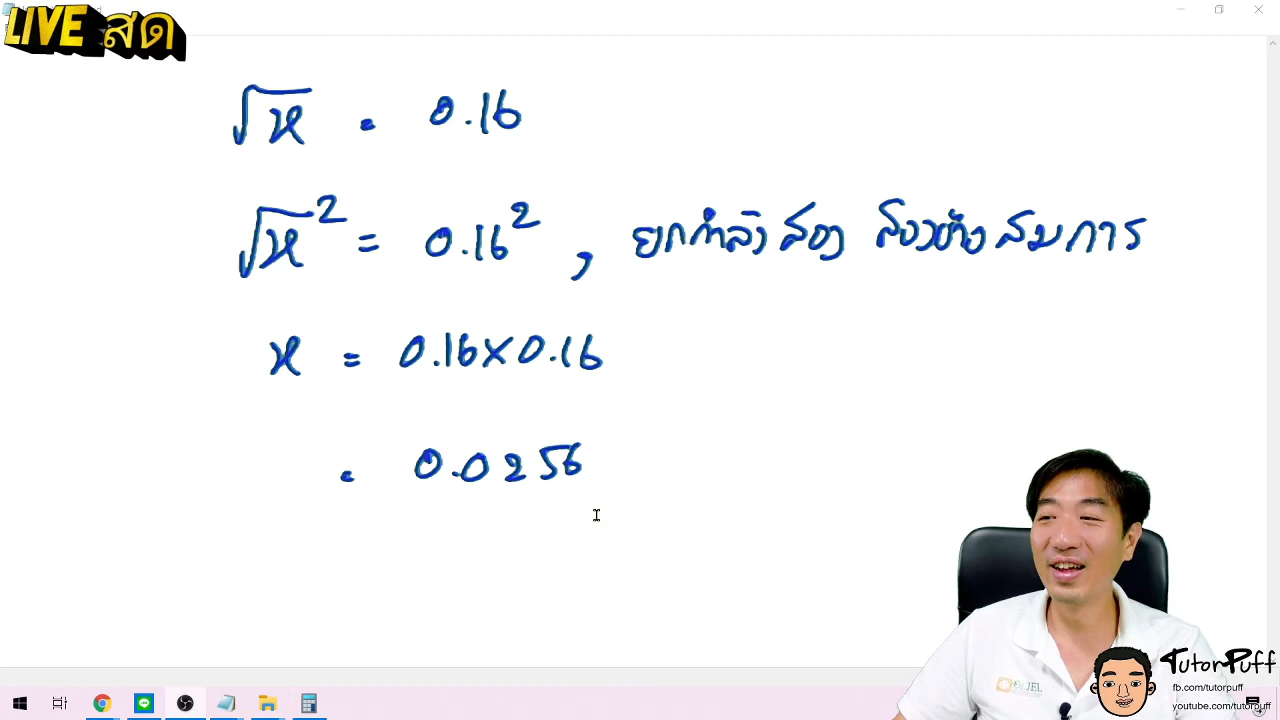 LIVE สด
√x = 0.16
√x² = 0.16² , ยกกำลังสอง สองข้างสมการ
x = 0.16×0.16
= 0.0256
JEL
TutorPuff
fb.com/tutorpuff
youtube.com/tutorpuff